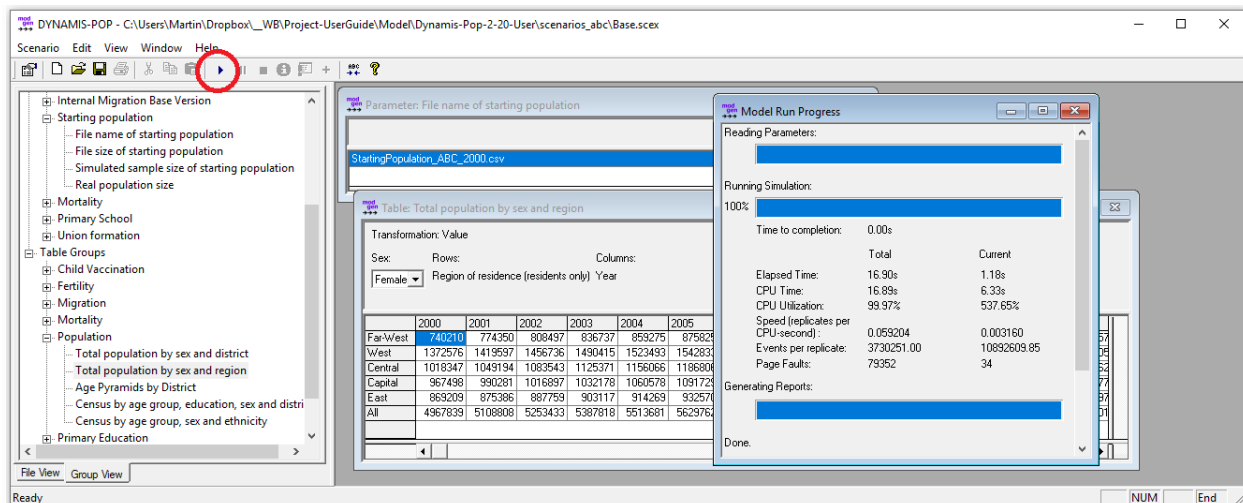 DYNAMIS-POP - C:\Users\Martin\Dropbox\__WB\Project-UserGuide\Model\Dynamis-Pop-2-20-User\scenarios_abc\Base.scex
Scenario Edit View Window Help
Internal Migration Base Version
Starting population
File name of starting population
File size of starting population
Simulated sample size of starting population
Real population size
Mortality
Primary School
Union formation
Table Groups
Child Vaccination
Fertility
Migration
Mortality
Population
Total population by sex and district
Total population by sex and region
Age Pyramids by District
Census by age group, education, sex and distri
Census by age group, sex and ethnicity
Primary Education
File View Group View
Ready
Parameter: File name of starting population
StartingPopulation_ABC_2000.csv
Table: Total population by sex and region
Transformation: Value
Sex: Rows: Columns:
Female Region of residence (residents only) Year
2000 2001 2002 2003 2004 2005
Far-West 740210 774350 808497 836737 859275 875825
West 1372576 1419597 1456736 1490415 1523493 1542833
Central 1018347 1049194 1083543 1125371 1156066 1186806
Capital 967498 990281 1016897 1032178 1060578 1091729
East 869209 875386 887759 903117 914269 932570
All 4967839 5108808 5253433 5387818 5513681 5629762
Model Run Progress
Reading Parameters:
Running Simulation:
100%
Time to completion: 0.00s
Total Current
Elapsed Time: 16.90s 1.18s
CPU Time: 16.89s 6.33s
CPU Utilization: 99.97% 537.65%
Speed (replicates per
CPU-second) : 0.059204 0.003160
Events per replicate: 3730251.00 10892609.85
Page Faults: 79352 34
Generating Reports:
Done.
NUM End